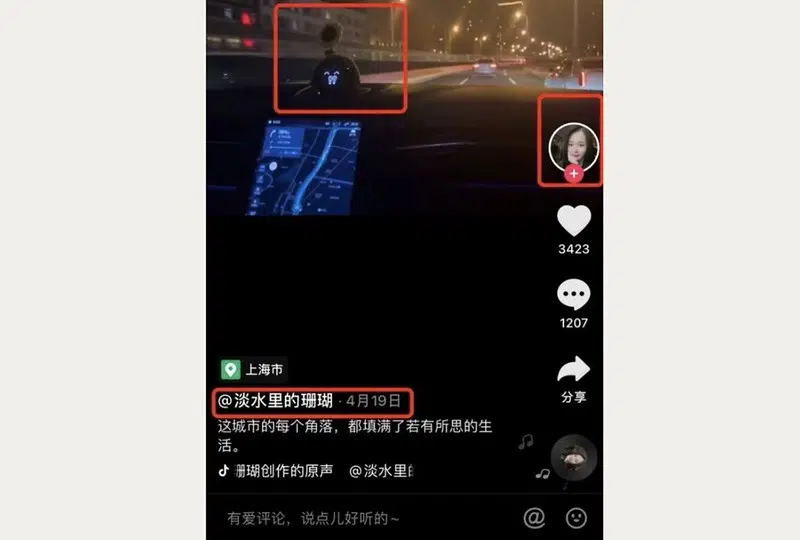 3423
1207
分享
上海市
@淡水里的珊瑚 · 4月19日
这城市的每个角落，都填满了若有所思的生
活。
珊瑚创作的原声 @淡水里的
有爱评论，说点儿好听的~